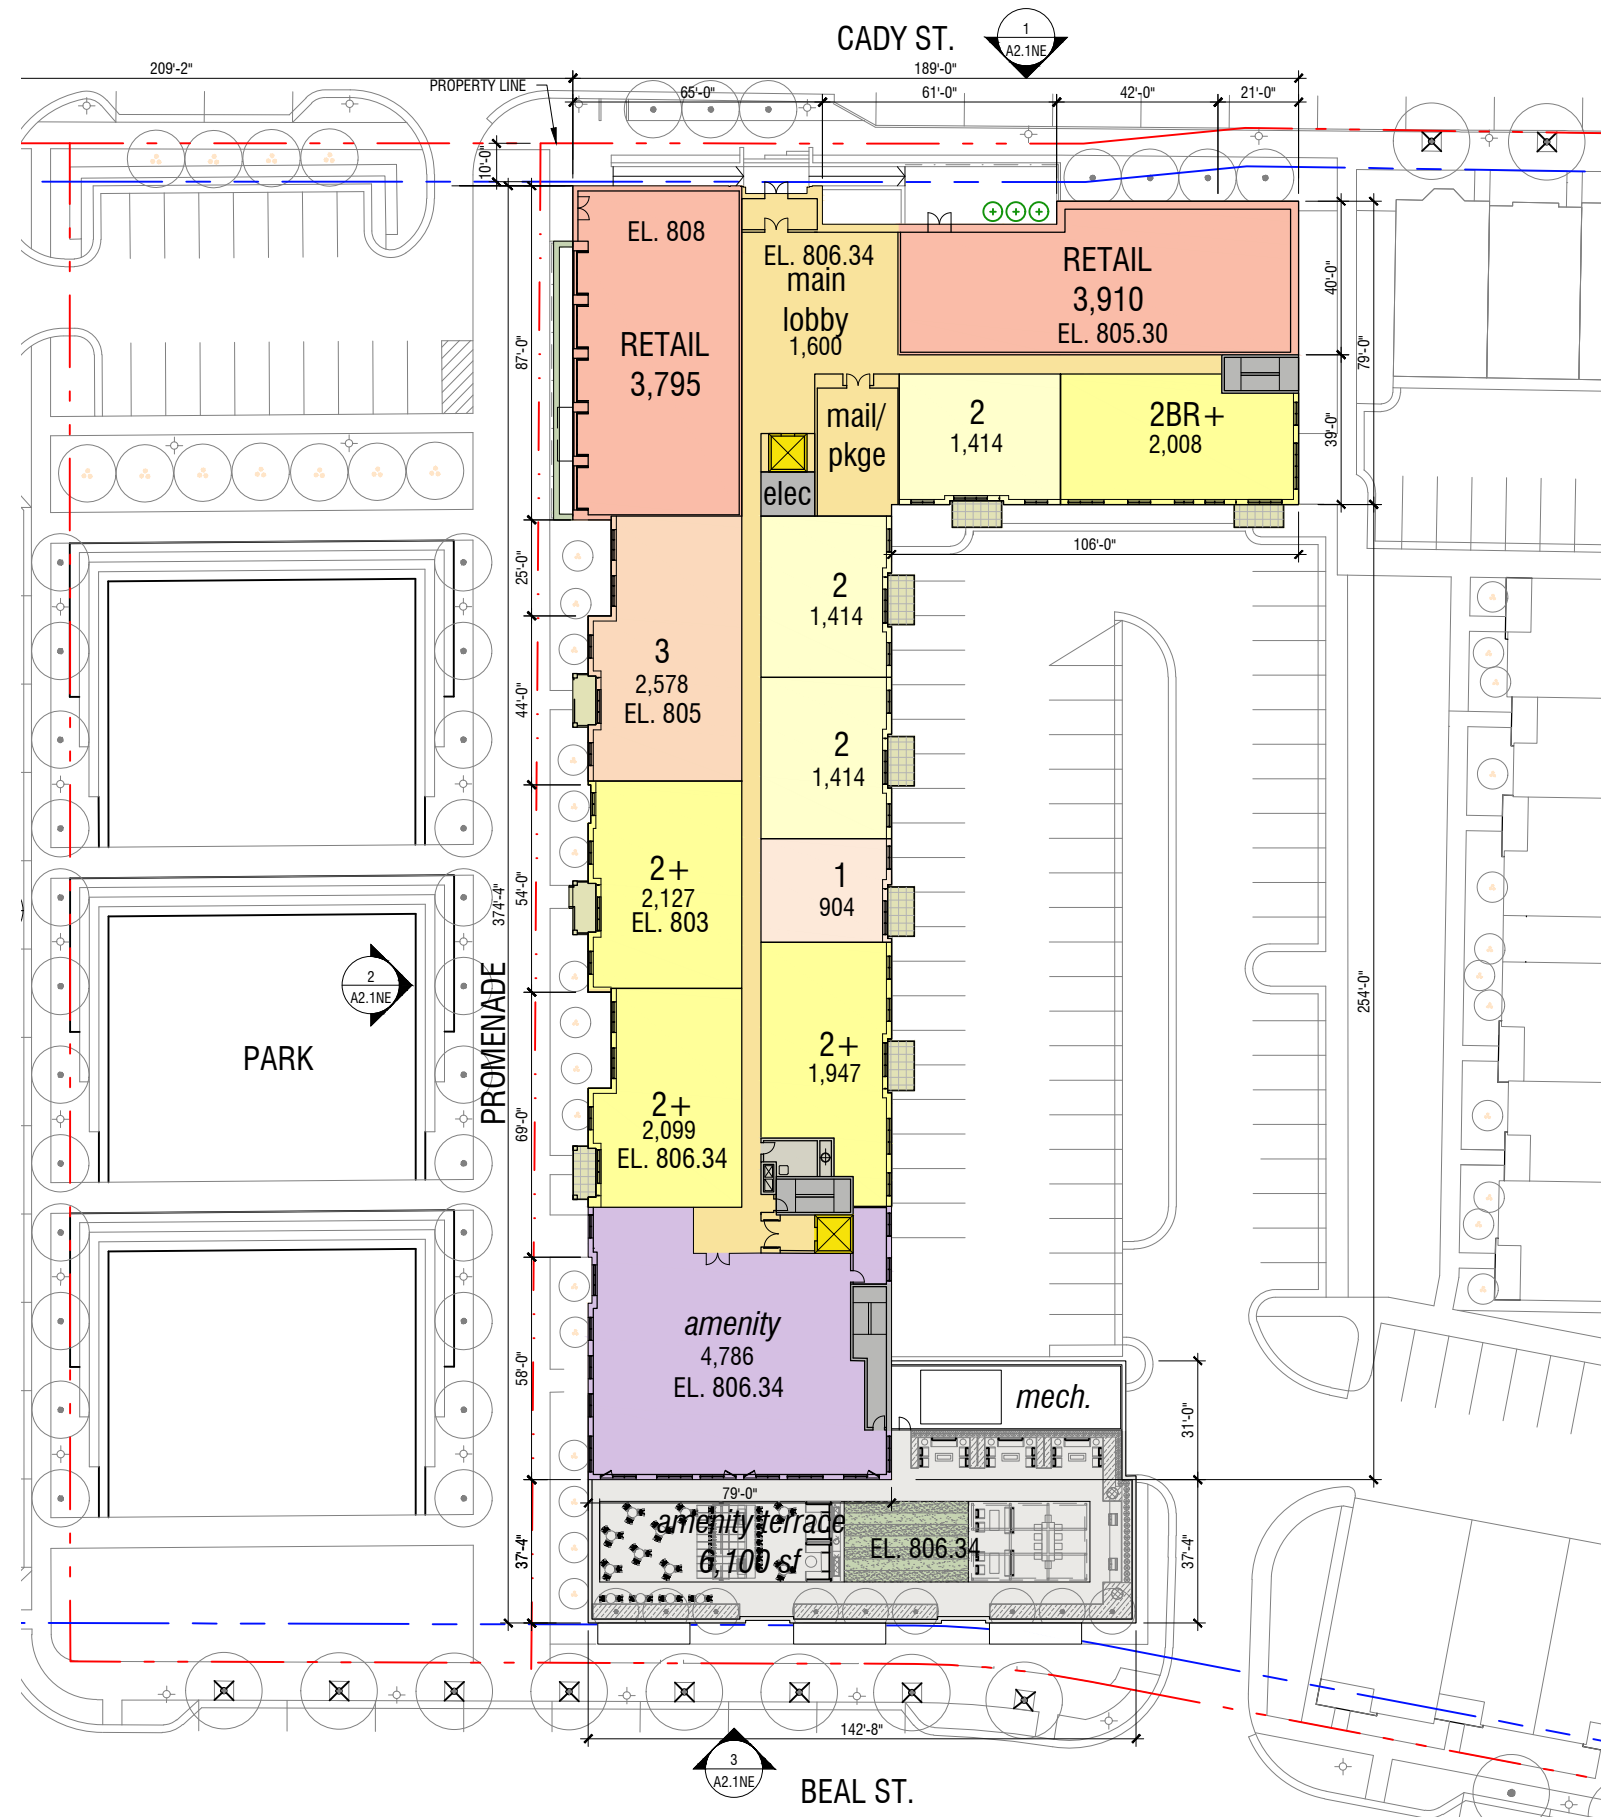 CADY ST.
1
A2.1NE
209'-2"
189'-0"
PROPERTY LINE
65'-0"
61'-0"
42'-0"
21'-0"
10'-0"
EL. 808
RETAIL
3,795
EL. 806.34
main
lobby
1,600
RETAIL
3,910
EL. 805.30
40'-0"
79'-0"
87'-0"
mail/
pkge
elec
2
1,414
2BR+
2,008
39'-0"
106'-0"
25'-0"
2
1,414
3
2,578
EL. 805
44'-0"
2
1,414
2+
2,127
EL. 803
54'-0"
374'-4"
1
904
2
A2.1NE
PROMENADE
PARK
254'-0"
2+
1,947
2+
2,099
EL. 806.34
69'-0"
amenity
4,786
EL. 806.34
58'-0"
mech.
31'-0"
79'-0"
amenity terrace
6,100 sf
EL. 806.34
37'-4"
37'-4"
142'-8"
3
A2.1NE
BEAL ST.